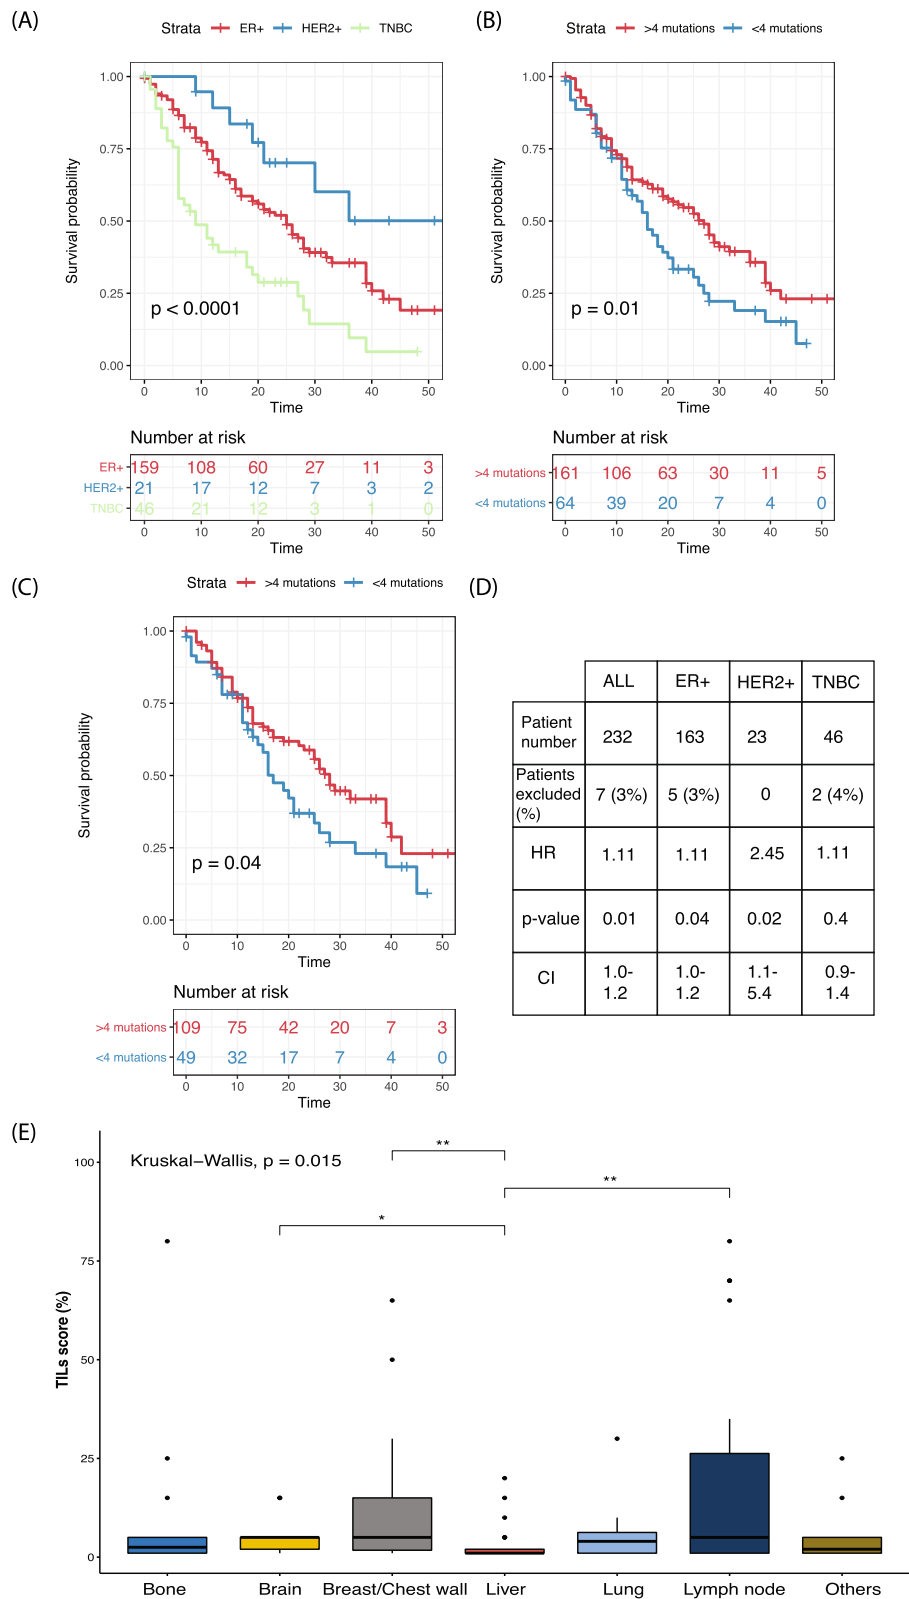 (A)
Strata ER+ HER2+ TNBC
1.00
0.75
0.50
0.25
0.00
Survival probability
p < 0.0001
0 10 20 30 40 50
Time
Number at risk
ER+ 159 108 60 27 11 3
HER2+ 21 17 12 7 3 2
TNBC 46 21 12 3 1 0
0 10 20 30 40 50
Time
(B)
Strata >4 mutations <4 mutations
1.00
0.75
0.50
0.25
0.00
Survival probability
p = 0.01
0 10 20 30 40 50
Time
Number at risk
>4 mutations 161 106 63 30 11 5
<4 mutations 64 39 20 7 4 0
0 10 20 30 40 50
Time
(C)
Strata >4 mutations <4 mutations
1.00
0.75
0.50
0.25
0.00
Survival probability
p = 0.04
0 10 20 30 40 50
Time
Number at risk
>4 mutations 109 75 42 20 7 3
<4 mutations 49 32 17 7 4 0
0 10 20 30 40 50
Time
(D)
ALL ER+ HER2+ TNBC
Patient
number
232 163 23 46
Patients
excluded
(%)
7 (3%) 5 (3%) 0 2 (4%)
HR 1.11 1.11 2.45 1.11
p-value 0.01 0.04 0.02 0.4
CI
1.0- 1.0- 1.1- 0.9-
1.2 1.2 5.4 1.4
(E)
Kruskal–Wallis, p = 0.015
**
**
*
100
75
50
25
0
TILs score (%)
Bone Brain Breast/Chest wall Liver Lung Lymph node Others